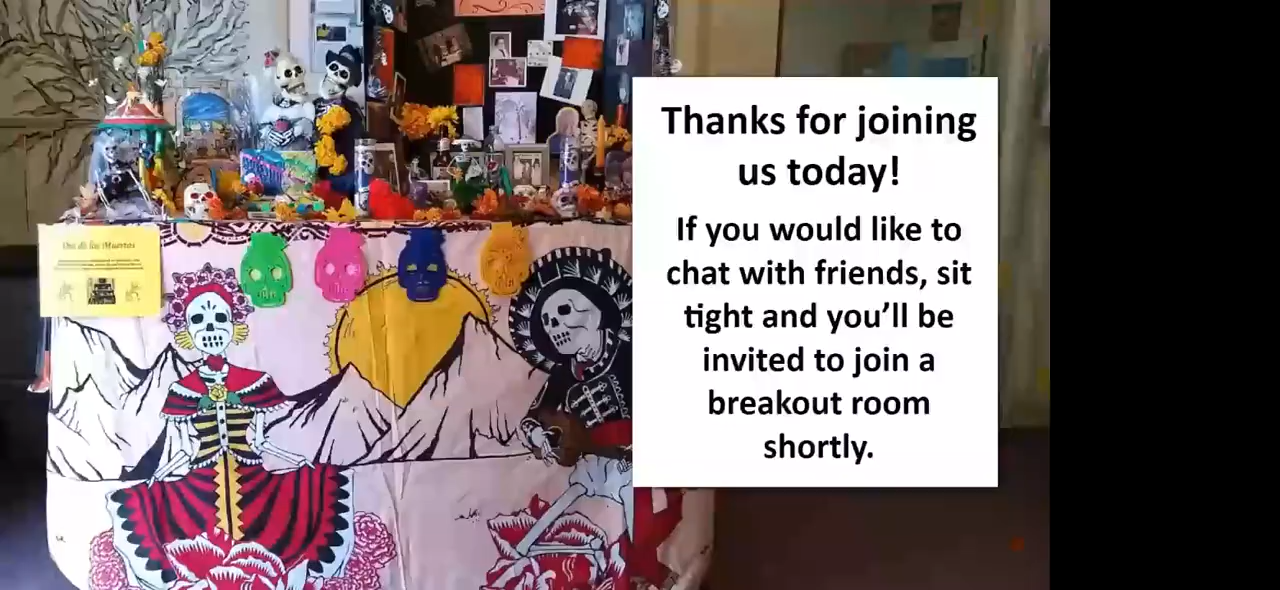 Thanks for joining
us today!
If you would like to
chat with friends, sit
tight and you’ll be
invited to join a
breakout room
shortly.
Dia de los Muertos